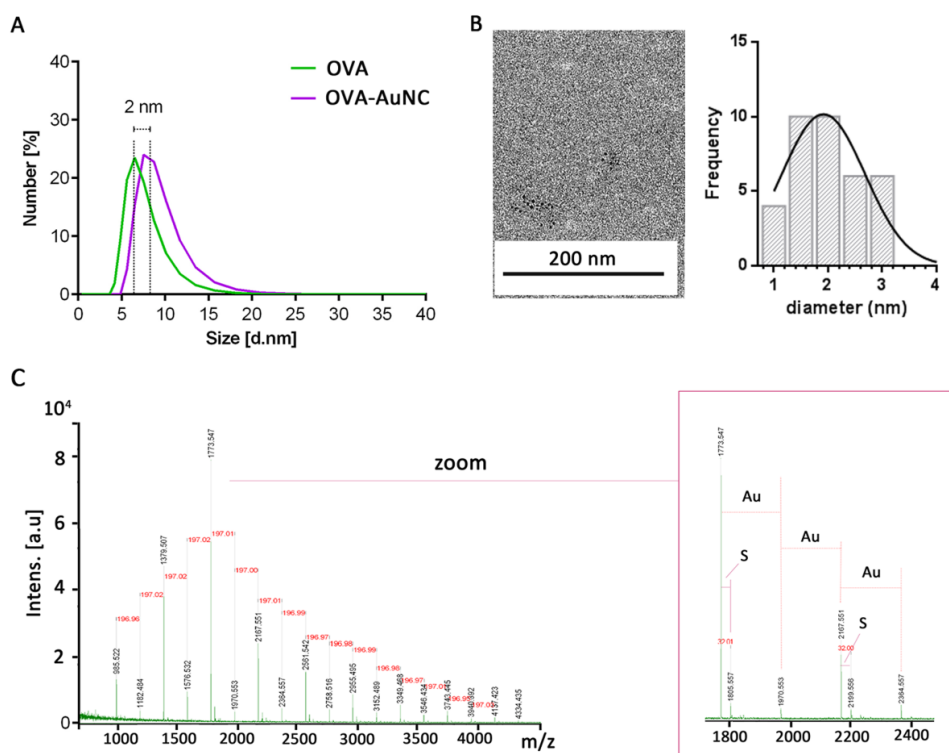 A
OVA
OVA-AuNC
2 nm
Number [%]
40
30
20
10
0
0 5 10 15 20 25 30 35 40
Size [d.nm]
B
200 nm
Frequency
15
10
5
0
1 2 3 4
diameter (nm)
C
10⁴
Intens. [a.u]
8
6
4
2
0
1000 1500 2000 2500 3000 3500 4000
m/z
zoom
985.522
1182.484
1379.507
1576.532
1773.547
1970.553
2167.551
2364.557
2561.542
2758.516
2955.495
3152.489
3349.468
3546.434
3743.445
4137.423
4334.435
196.96
197.02
197.02
197.02
197.01
197.00
197.01
196.99
196.97
196.98
196.99
196.98
196.97
1773.547
Au
Au
Au
S
S
32.01
1805.557
1970.553
2167.551
2199.556
2364.557
1800 2000 2200 2400